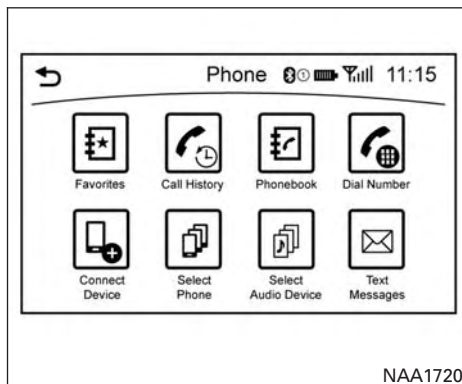 Phone 11:15
Favorites Call History Phonebook Dial Number
Connect Select Select Text
Device Phone Audio Device Messages
NAA1720